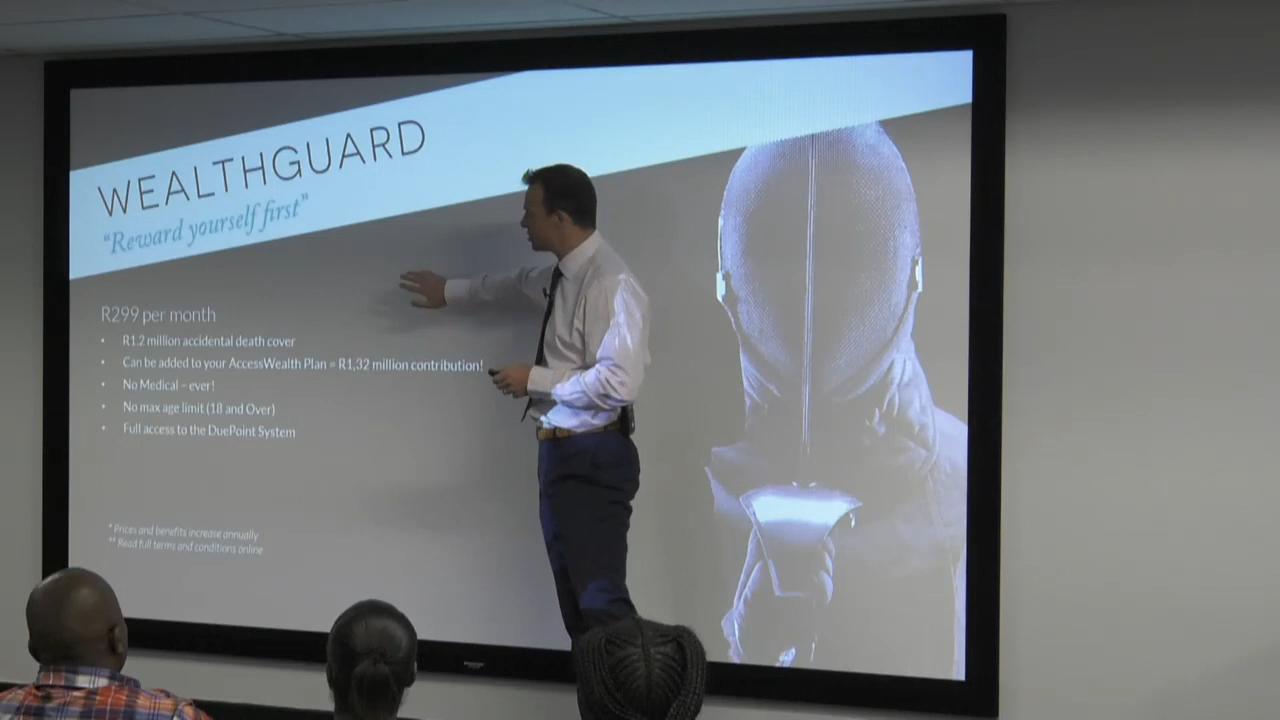 WEALTHGUARD
“Reward yourself first”
R299 per month
• R1.2 million accidental death cover
• Can be added to your AccessWealth Plan = R1,32 million contribution!
• No Medical – ever!
• No max age limit (18 and Over)
• Full access to the DuePoint System
* Prices and benefits increase annually
** Read full terms and conditions online